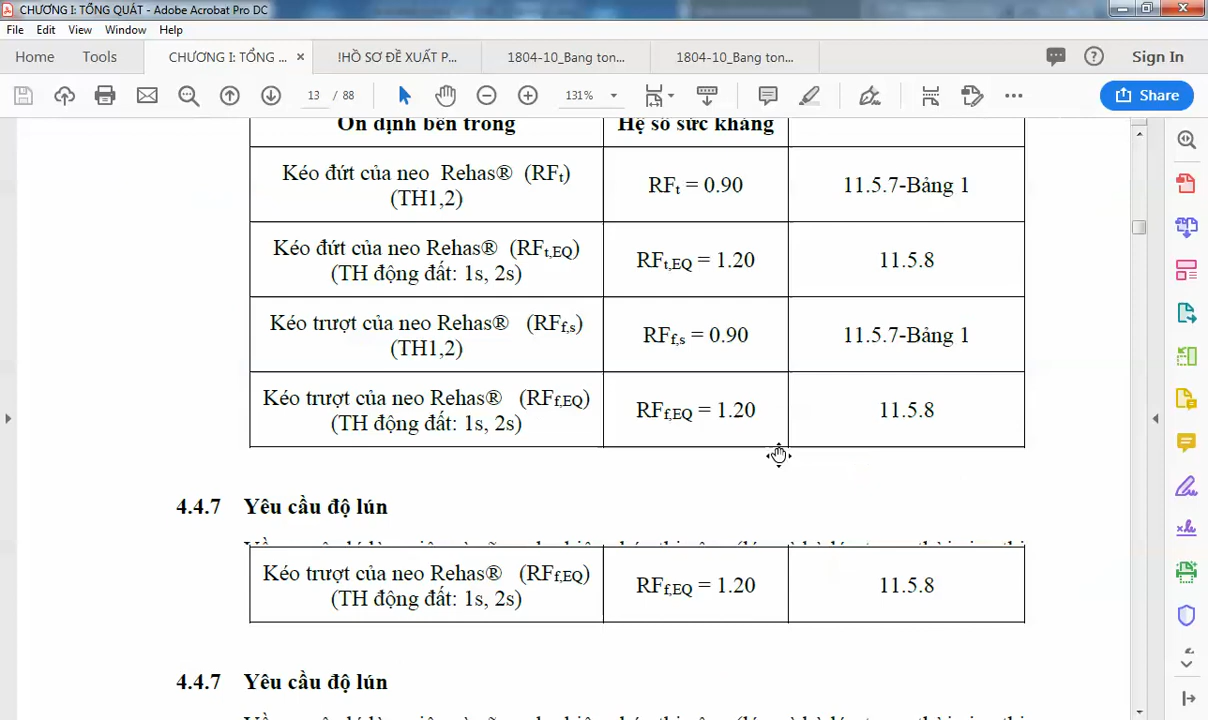 CHƯƠNG I: TỔNG QUÁT - Adobe Acrobat Pro DC
File Edit View Window Help
Home Tools CHƯƠNG I: TỔNG ... × !HỒ SƠ ĐỀ XUẤT P... 1804-10_Bang ton... 1804-10_Bang ton... Sign In
13 / 88 131% Share
Ổn định bên trong Hệ số sức kháng
Kéo đứt của neo Rehas® (RFt) RFt = 0.90 11.5.7-Bảng 1
(TH1,2)
Kéo đứt của neo Rehas® (RFt,EQ) RFt,EQ = 1.20 11.5.8
(TH động đất: 1s, 2s)
Kéo trượt của neo Rehas® (RFf,s) RFf,s = 0.90 11.5.7-Bảng 1
(TH1,2)
Kéo trượt của neo Rehas® (RFf,EQ) RFf,EQ = 1.20 11.5.8
(TH động đất: 1s, 2s)
4.4.7 Yêu cầu độ lún
Kéo trượt của neo Rehas® (RFf,EQ) RFf,EQ = 1.20 11.5.8
(TH động đất: 1s, 2s)
4.4.7 Yêu cầu độ lún